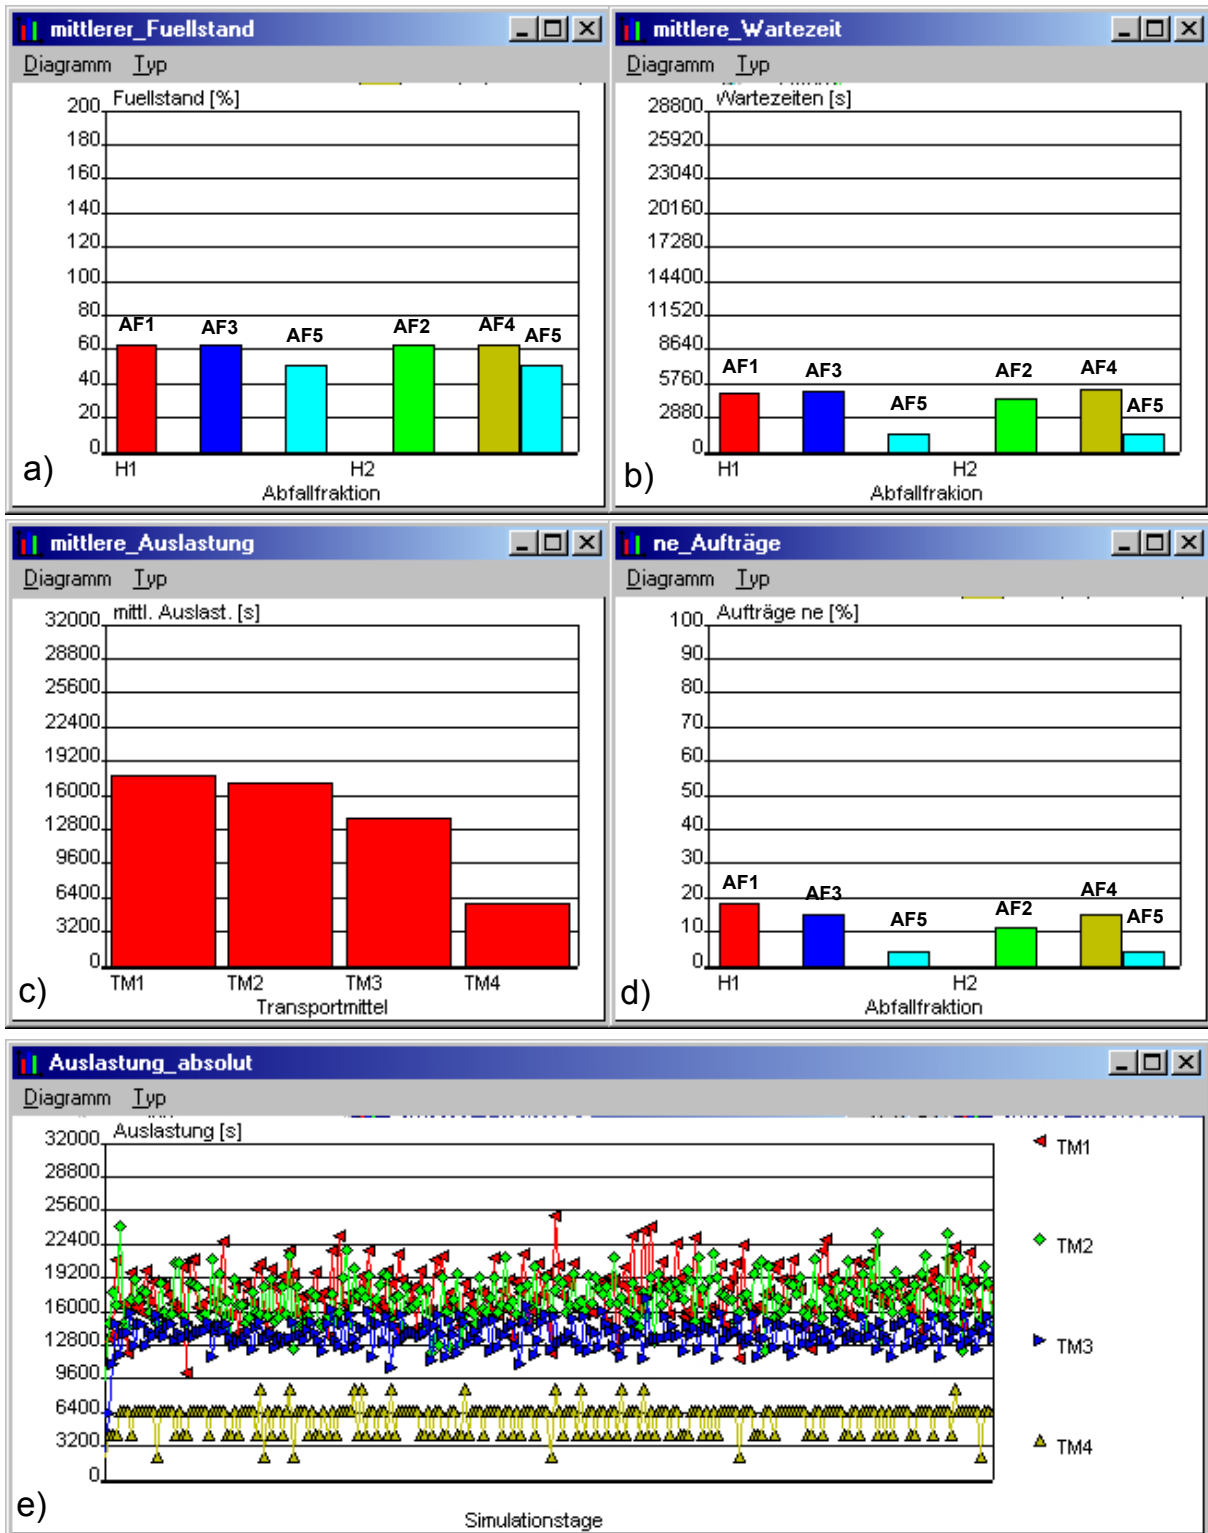 mittlerer_Fuellstand
Diagramm Typ
Fuellstand [%]
200
180
160
140
120
100
80
60
40
20
0
AF1 AF3 AF5 AF2 AF4 AF5
H1 H2
Abfallfraktion
a)
mittlere_Wartezeit
Diagramm Typ
Wartezeiten [s]
28800
25920
23040
20160
17280
14400
11520
8640
5760
2880
0
AF1 AF3 AF5 AF2 AF4 AF5
H1 H2
Abfallfrakion
b)
mittlere_Auslastung
Diagramm Typ
mittl. Auslast. [s]
32000
28800
25600
22400
19200
16000
12800
9600
6400
3200
0
TM1 TM2 TM3 TM4
Transportmittel
c)
ne_Aufträge
Diagramm Typ
Aufträge ne [%]
100
90
80
70
60
50
40
30
20
10
0
AF1 AF3 AF5 AF2 AF4 AF5
H1 H2
Abfallfraktion
d)
Auslastung_absolut
Diagramm Typ
Auslastung [s]
32000
28800
25600
22400
19200
16000
12800
9600
6400
3200
0
TM1
TM2
TM3
TM4
Simulationstage
e)